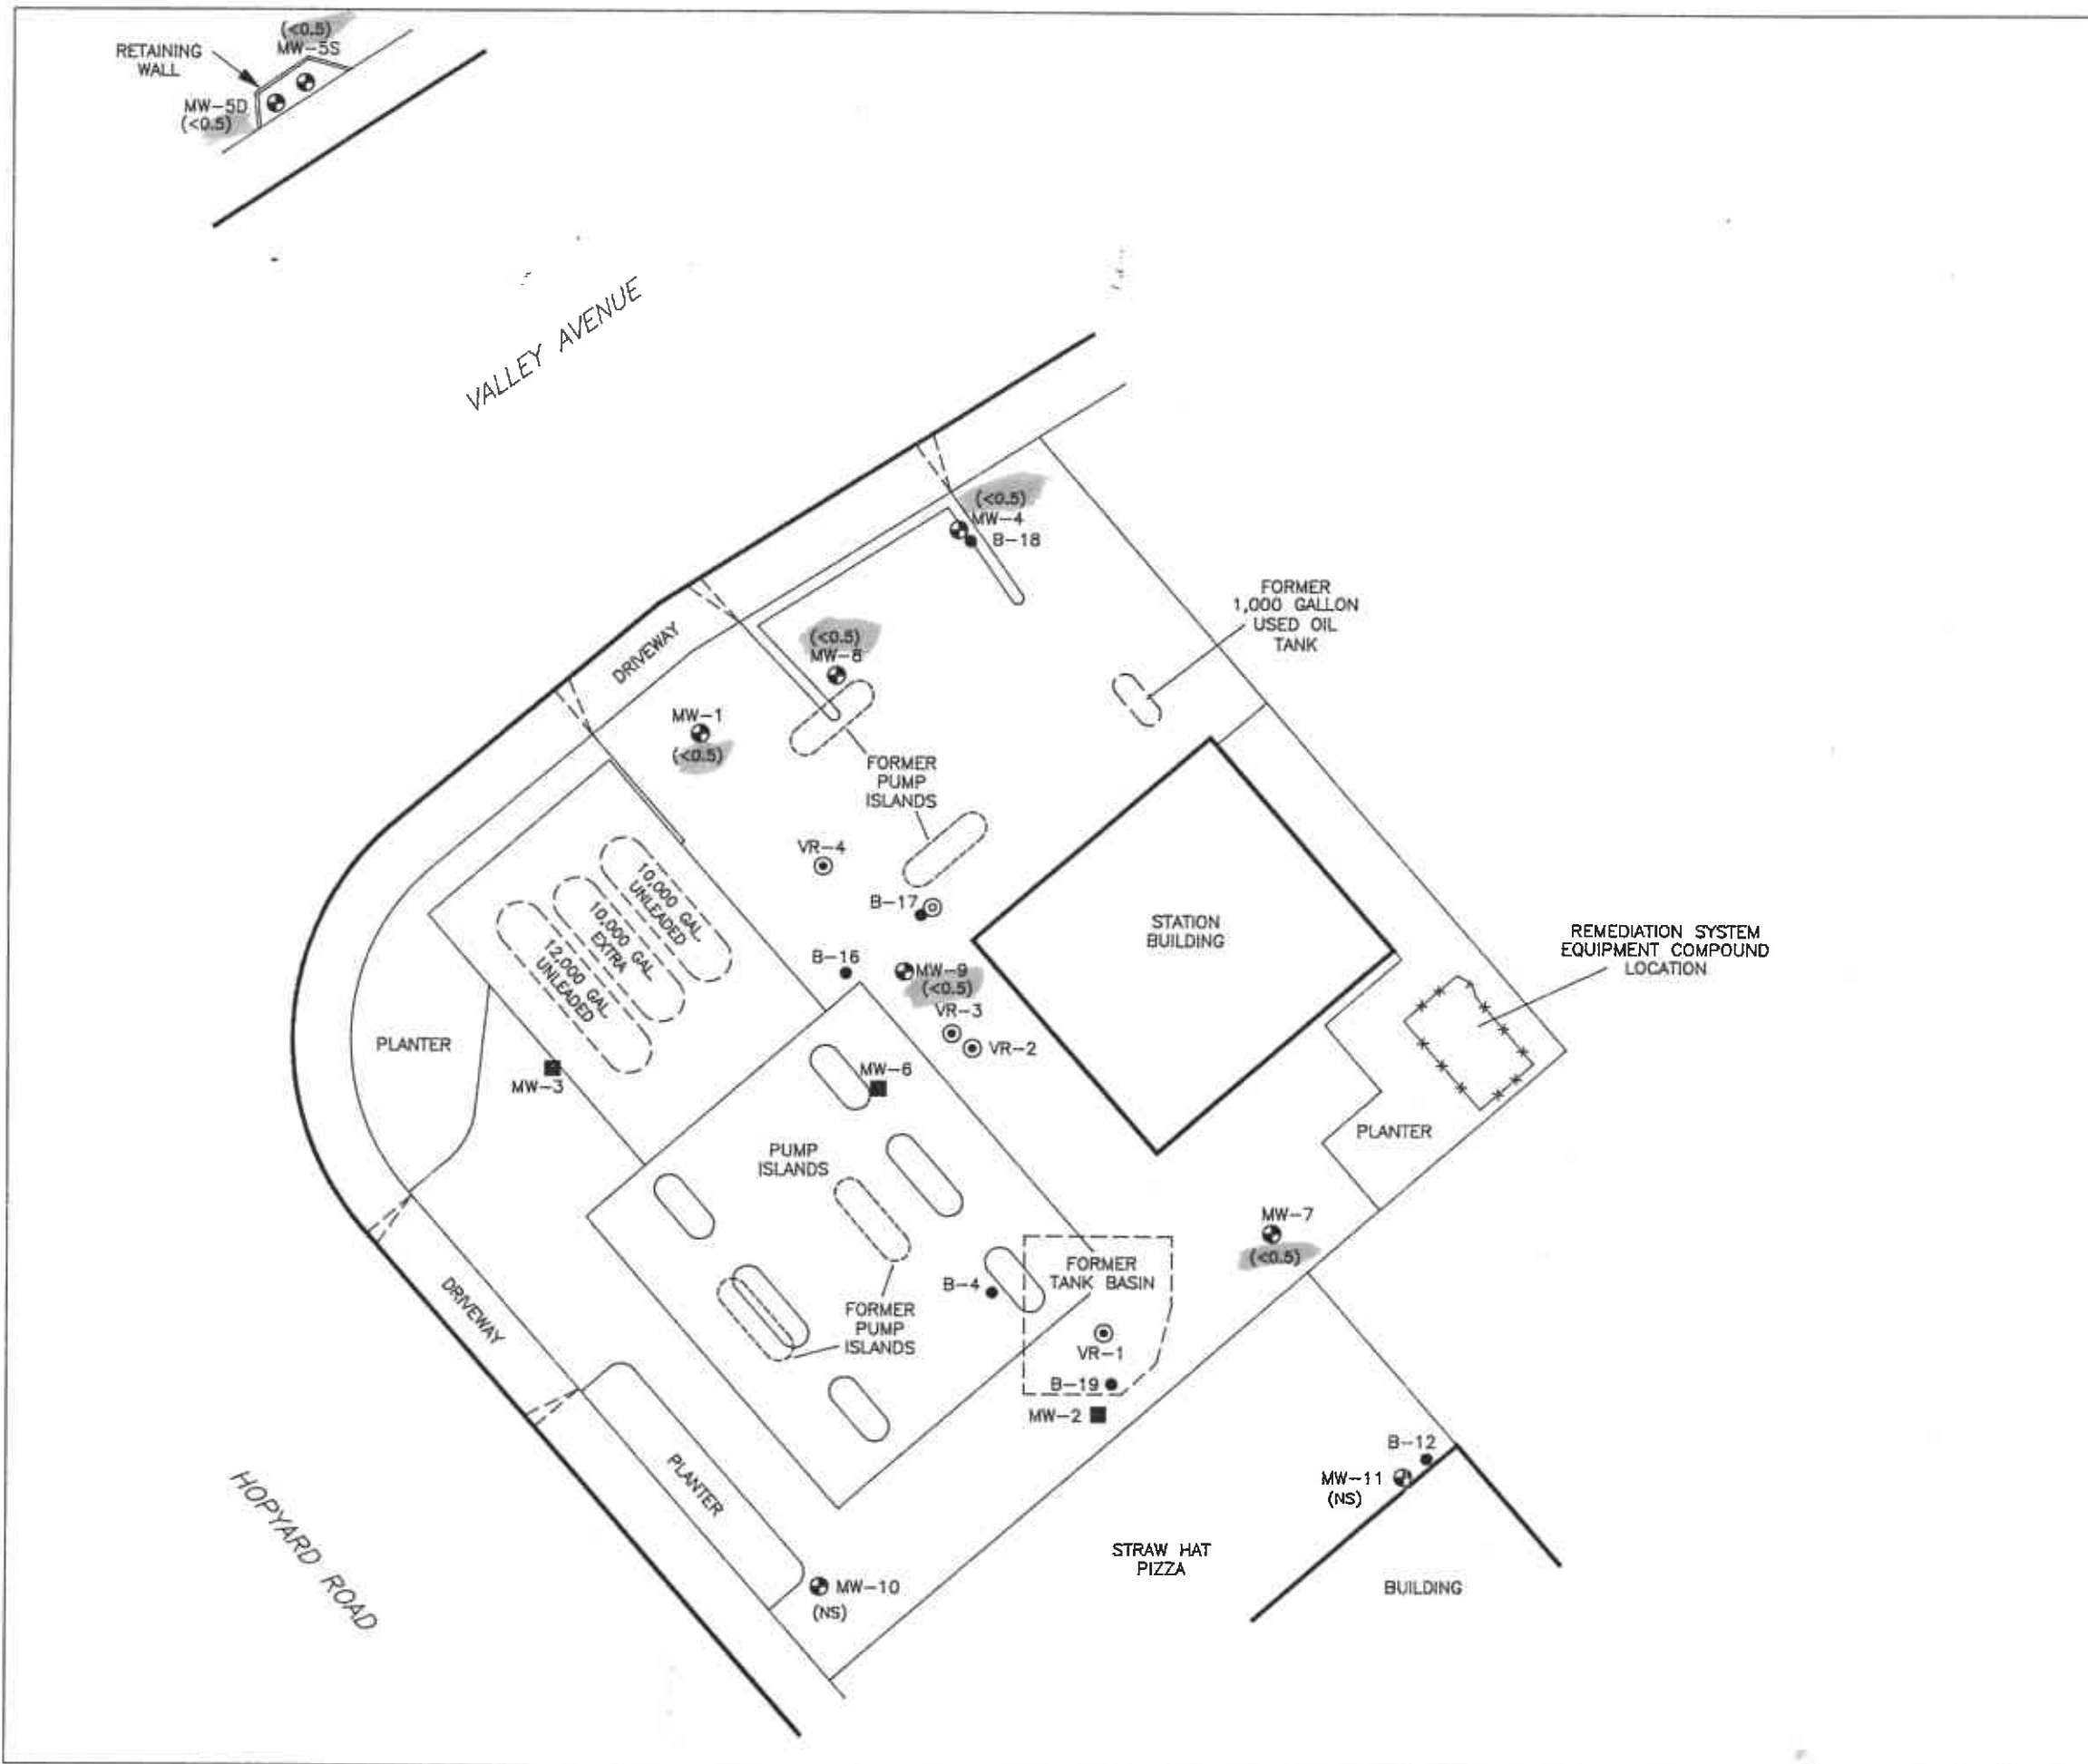 (<0.5)
MW-5S
RETAINING
WALL
MW-5D
(<0.5)
VALLEY AVENUE
(<0.5)
MW-4
B-18
FORMER
1,000 GALLON
USED OIL
TANK
DRIVEWAY
(<0.5)
MW-8
MW-1
(<0.5)
FORMER
PUMP
ISLANDS
VR-4
10,000 GAL.
UNLEADED
10,000 GAL.
EXTRA
12,000 GAL.
UNLEADED
B-17
STATION
BUILDING
REMEDIATION SYSTEM
EQUIPMENT COMPOUND
LOCATION
B-16
MW-9
(<0.5)
VR-3
VR-2
PLANTER
MW-3
MW-6
PLANTER
PUMP
ISLANDS
MW-7
(<0.5)
FORMER
TANK BASIN
B-4
DRIVEWAY
FORMER
PUMP
ISLANDS
VR-1
B-19
MW-2
PLANTER
B-12
MW-11
(NS)
HOPYARD ROAD
STRAW HAT
PIZZA
BUILDING
MW-10
(NS)